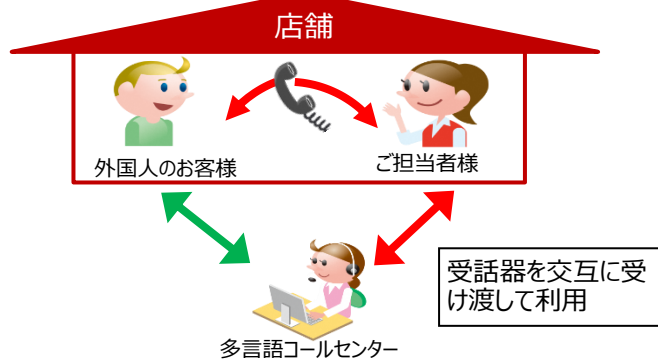 店舗
外国人のお客様
ご担当者様
受話器を交互に受
け渡して利用
多言語コールセンター